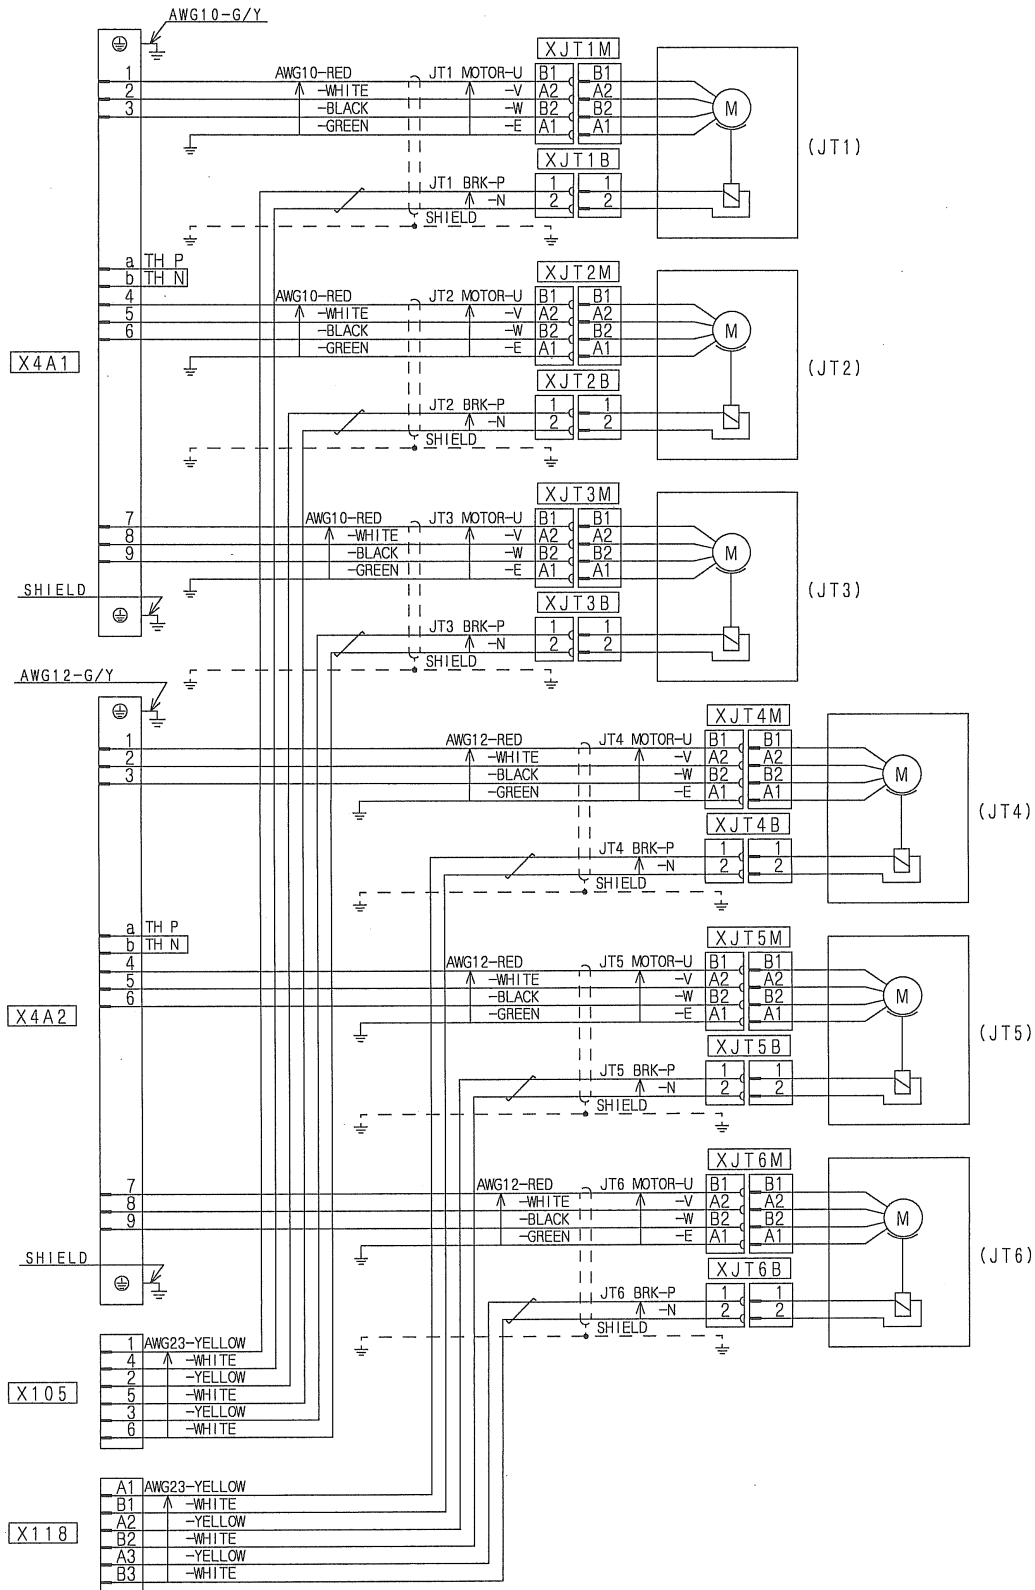 AWG10-G/Y
XJT1M
1 AWG10-RED JT1 MOTOR-U B1 B1
2 -WHITE -V A2 A2
3 -BLACK -W B2 B2
-GREEN -E A1 A1
M
(JT1)
XJT1B
JT1 BRK-P 1 1
-N 2 2
SHIELD
a TH P
b TH N
XJT2M
4 AWG10-RED JT2 MOTOR-U B1 B1
5 -WHITE -V A2 A2
6 -BLACK -W B2 B2
-GREEN -E A1 A1
M
X4A1
(JT2)
XJT2B
JT2 BRK-P 1 1
-N 2 2
SHIELD
XJT3M
7 AWG10-RED JT3 MOTOR-U B1 B1
8 -WHITE -V A2 A2
9 -BLACK -W B2 B2
-GREEN -E A1 A1
M
SHIELD
(JT3)
XJT3B
JT3 BRK-P 1 1
-N 2 2
SHIELD
AWG12-G/Y
XJT4M
1 AWG12-RED JT4 MOTOR-U B1 B1
2 -WHITE -V A2 A2
3 -BLACK -W B2 B2
-GREEN -E A1 A1
M
(JT4)
XJT4B
JT4 BRK-P 1 1
-N 2 2
SHIELD
a TH P
b TH N
XJT5M
4 AWG12-RED JT5 MOTOR-U B1 B1
5 -WHITE -V A2 A2
6 -BLACK -W B2 B2
-GREEN -E A1 A1
M
X4A2
(JT5)
XJT5B
JT5 BRK-P 1 1
-N 2 2
SHIELD
XJT6M
7 AWG12-RED JT6 MOTOR-U B1 B1
8 -WHITE -V A2 A2
9 -BLACK -W B2 B2
-GREEN -E A1 A1
M
SHIELD
(JT6)
XJT6B
JT6 BRK-P 1 1
-N 2 2
SHIELD
X105
1 AWG23-YELLOW
4 -WHITE
2 -YELLOW
5 -WHITE
3 -YELLOW
6 -WHITE
X118
A1 AWG23-YELLOW
B1 -WHITE
A2 -YELLOW
B2 -WHITE
A3 -YELLOW
B3 -WHITE